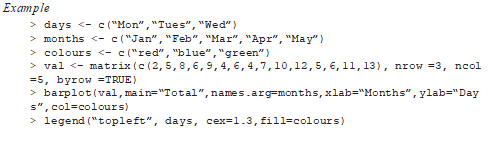 Example
> days <- c(“Mon”,“Tues”,“Wed”)
> months <- c(“Jan”,“Feb”,“Mar”,“Apr”,“May”)
> colours <- c(“red”,“blue”,“green”)
> val <- matrix(c(2,5,8,6,9,4,6,4,7,10,12,5,6,11,13), nrow =3, ncol
=5, byrow =TRUE)
> barplot(val,main=“Total”,names.arg=months,xlab=“Months”,ylab=“Day
s”,col=colours)
> legend(“topleft”, days, cex=1.3,fill=colours)